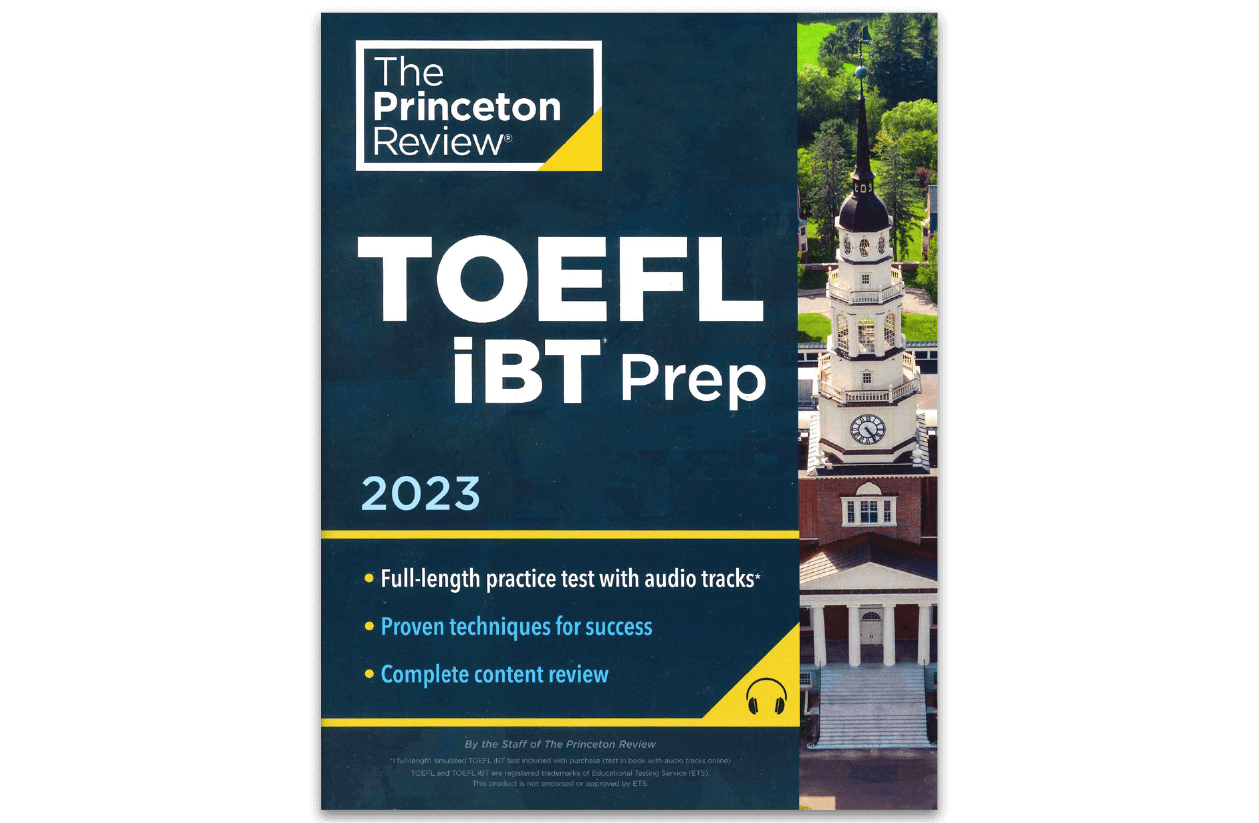 The
Princeton
Review®
TOEFL
iBT® Prep
2023
• Full-length practice test with audio tracks*
• Proven techniques for success
• Complete content review
By the Staff of The Princeton Review
*1 full-length simulated TOEFL iBT test included with purchase (test in book with audio tracks online)
TOEFL and TOEFL iBT are registered trademarks of Educational Testing Service (ETS).
This product is not endorsed or approved by ETS.